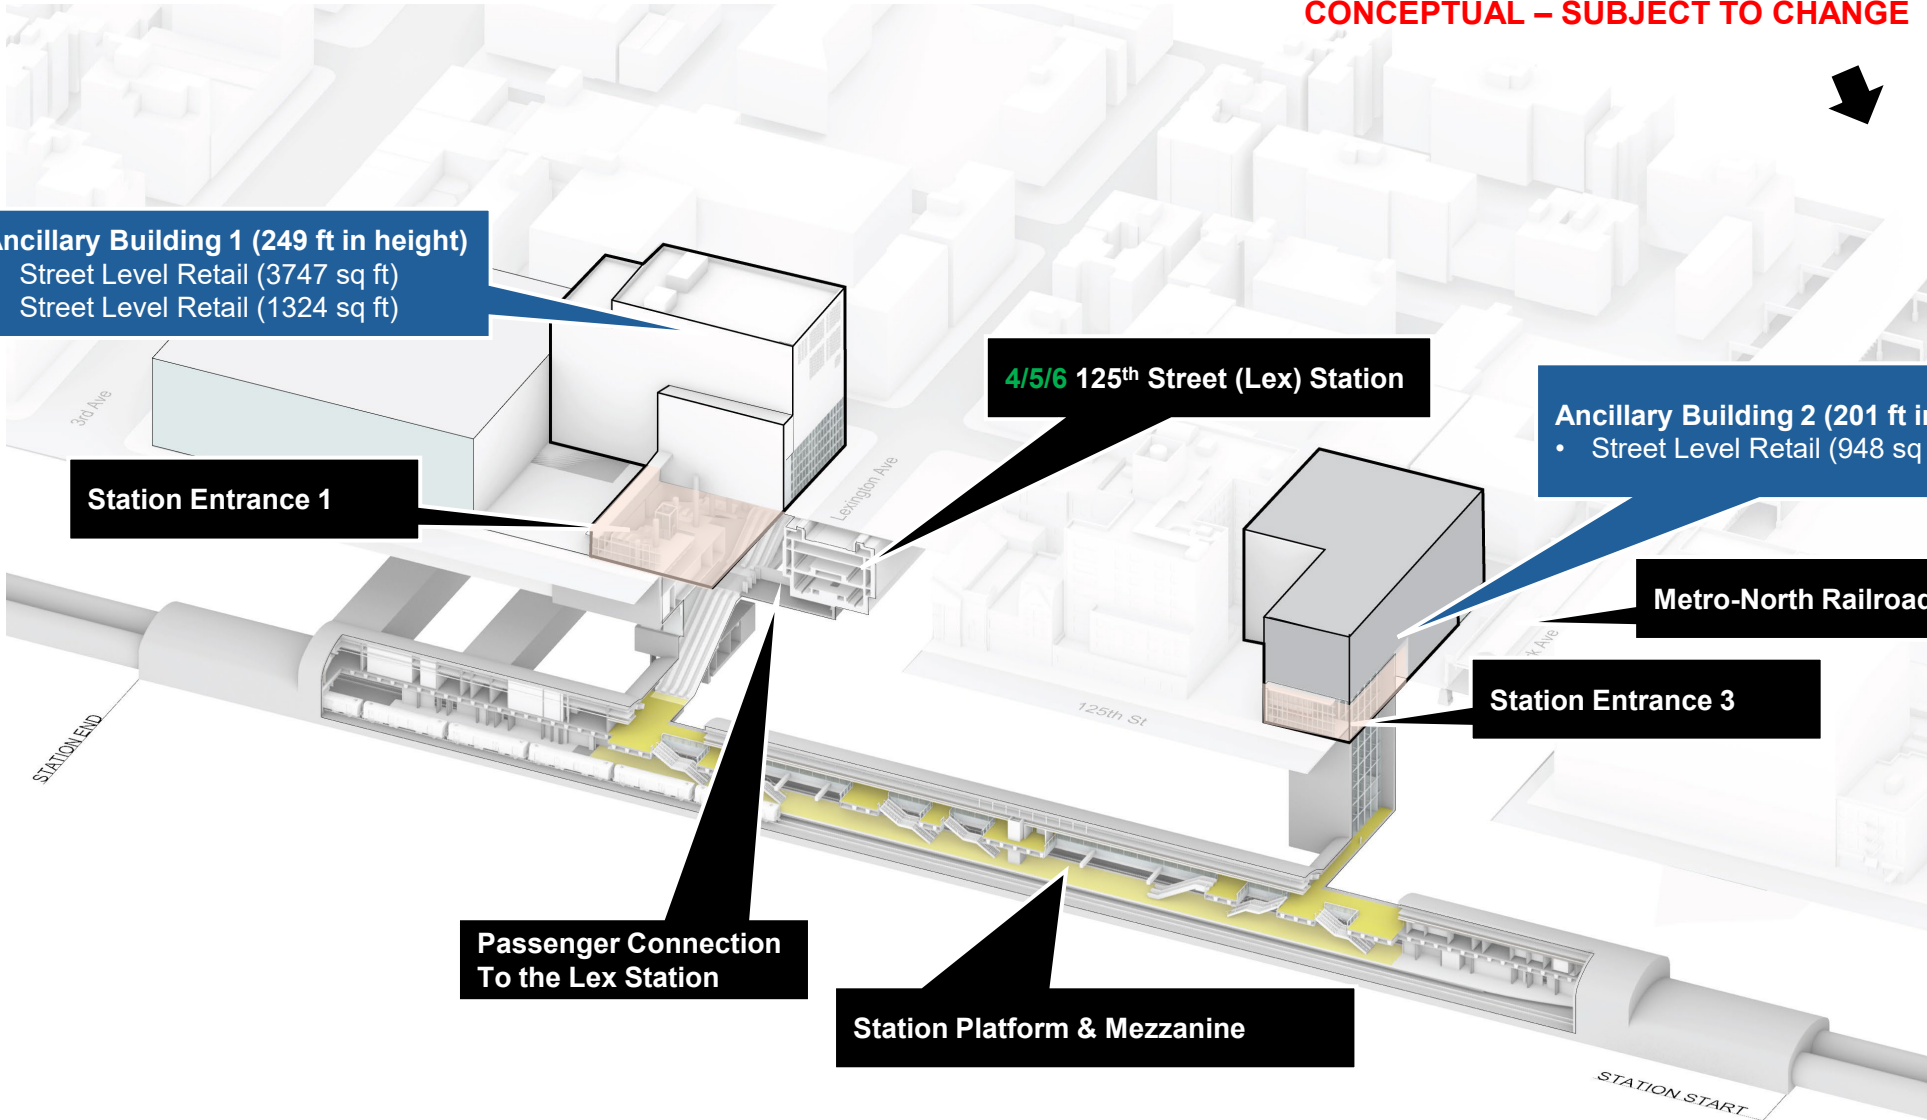 CONCEPTUAL – SUBJECT TO CHANGE
Ancillary Building 1 (249 ft in height)
Street Level Retail (3747 sq ft)
Street Level Retail (1324 sq ft)
4/5/6 125th Street (Lex) Station
Ancillary Building 2 (201 ft in
• Street Level Retail (948 sq
3rd Ave
Station Entrance 1
Lexington Ave
Metro-North Railroad
Ave
Station Entrance 3
125th St
STATION END
Passenger Connection
To the Lex Station
Station Platform & Mezzanine
STATION START